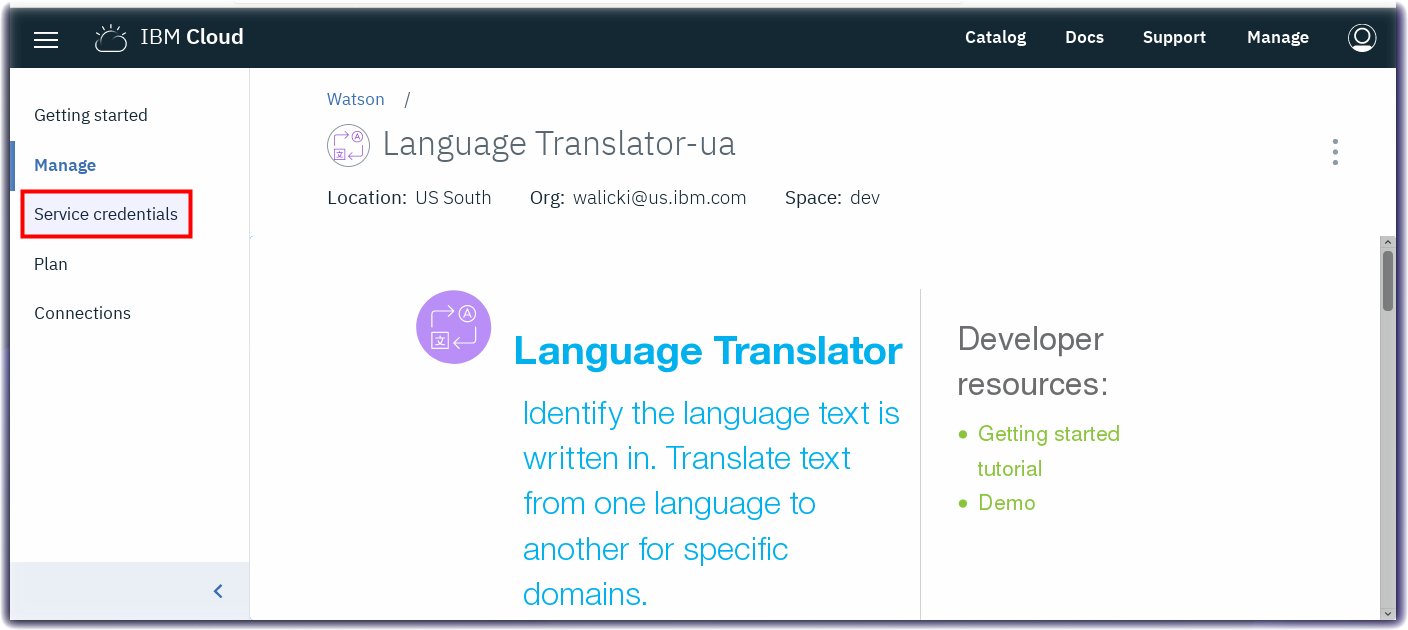 IBM Cloud
Catalog
Docs
Support
Manage
Getting started
Manage
Service credentials
Plan
Connections
Watson /
Language Translator-ua
Location: US South
Org: walicki@us.ibm.com
Space: dev
Language Translator
Identify the language text is
written in. Translate text
from one language to
another for specific
domains.
Developer
resources:
Getting started
tutorial
Demo